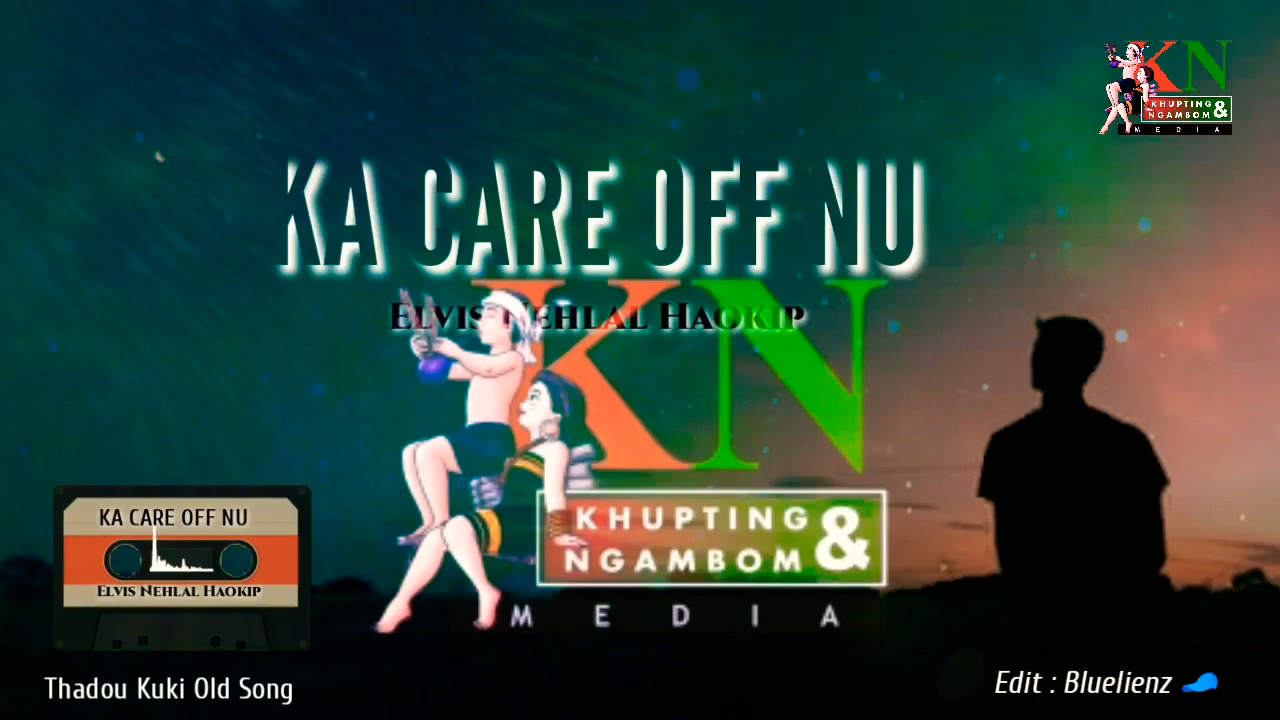 KN
KHUPTING
NGAMBOM &
MEDIA
KA CARE OFF NU
ELVIS NEHLAL HAOKIP
KN
KHUPTING
NGAMBOM &
MEDIA
KA CARE OFF NU
ELVIS NEHLAL HAOKIP
Thadou Kuki Old Song
Edit : Bluelienz